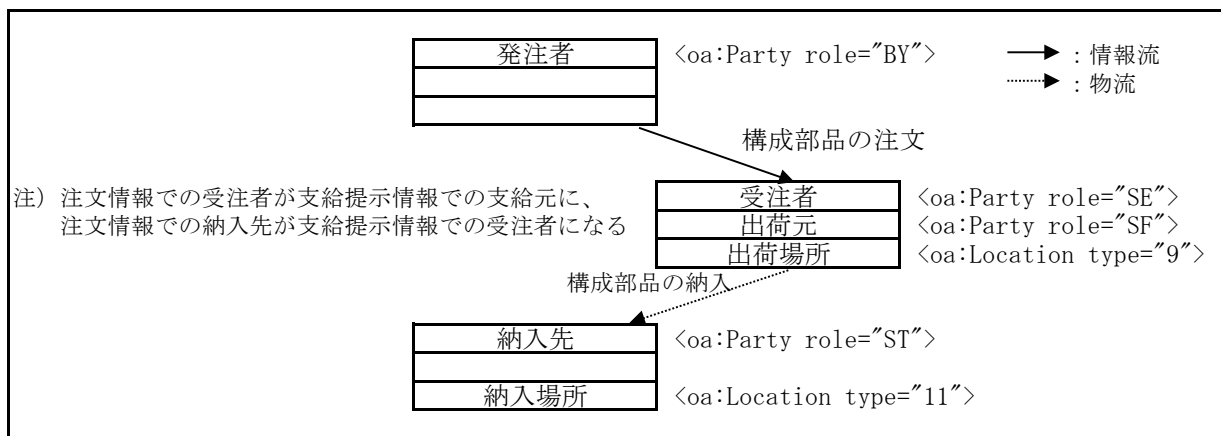 発注者 <oa:Party role="BY">
:情報流
:物流
構成部品の注文
注) 注文情報での受注者が支給提示情報での支給元に、
注文情報での納入先が支給提示情報での受注者になる
受注者 <oa:Party role="SE">
出荷元 <oa:Party role="SF">
出荷場所 <oa:Location type="9">
構成部品の納入
納入先 <oa:Party role="ST">
納入場所 <oa:Location type="11">